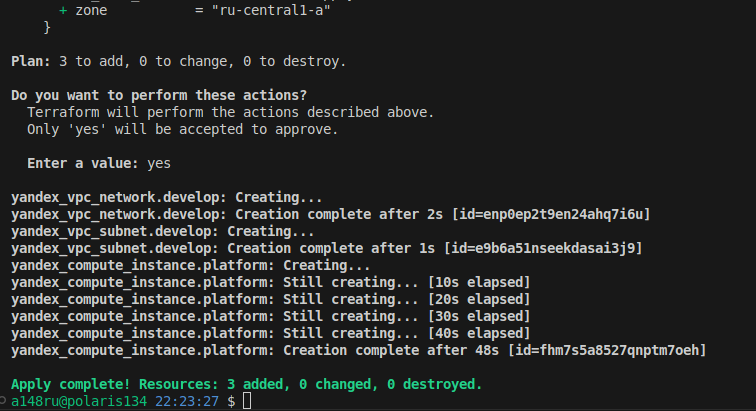 + zone           = "ru-central1-a"
}
Plan: 3 to add, 0 to change, 0 to destroy.
Do you want to perform these actions?
Terraform will perform the actions described above.
Only 'yes' will be accepted to approve.
Enter a value: yes
yandex_vpc_network.develop: Creating...
yandex_vpc_network.develop: Creation complete after 2s [id=enp0ep2t9en24ahq7i6u]
yandex_vpc_subnet.develop: Creating...
yandex_vpc_subnet.develop: Creation complete after 1s [id=e9b6a51nseekdasai3j9]
yandex_compute_instance.platform: Creating...
yandex_compute_instance.platform: Still creating... [10s elapsed]
yandex_compute_instance.platform: Still creating... [20s elapsed]
yandex_compute_instance.platform: Still creating... [30s elapsed]
yandex_compute_instance.platform: Still creating... [40s elapsed]
yandex_compute_instance.platform: Creation complete after 48s [id=fhm7s5a8527qnptm7oeh]
Apply complete! Resources: 3 added, 0 changed, 0 destroyed.
a148ru@polaris134 22:23:27 $